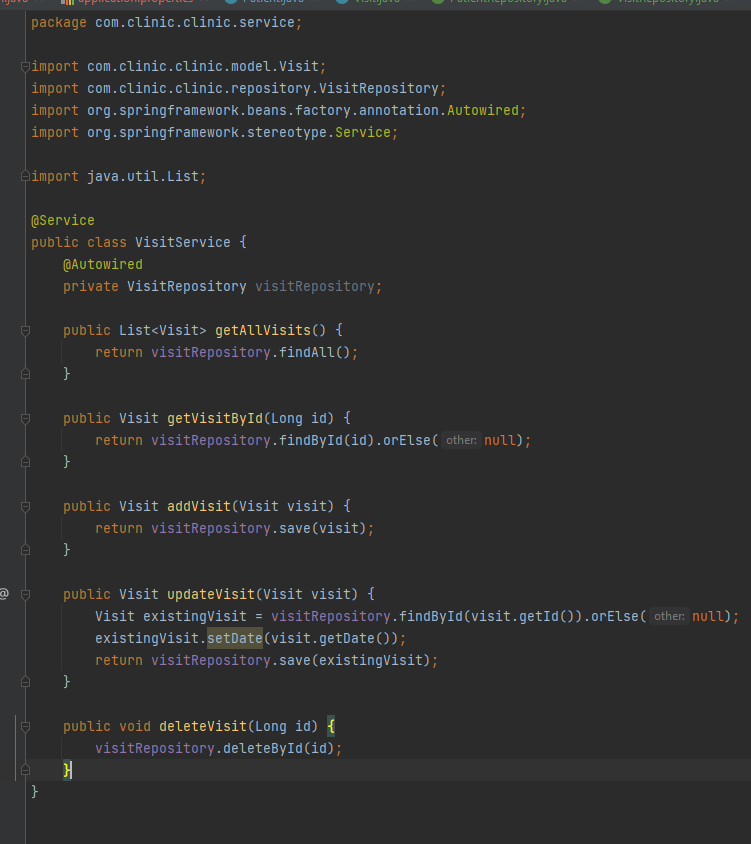 package com.clinic.clinic.service;
import com.clinic.clinic.model.Visit;
import com.clinic.clinic.repository.VisitRepository;
import org.springframework.beans.factory.annotation.Autowired;
import org.springframework.stereotype.Service;
import java.util.List;
@Service
public class VisitService {
@Autowired
private VisitRepository visitRepository;
public List<Visit> getAllVisits() {
return visitRepository.findAll();
}
public Visit getVisitById(Long id) {
return visitRepository.findById(id).orElse( other: null);
}
public Visit addVisit(Visit visit) {
return visitRepository.save(visit);
}
@ public Visit updateVisit(Visit visit) {
Visit existingVisit = visitRepository.findById(visit.getId()).orElse( other: null);
existingVisit.setDate(visit.getDate());
return visitRepository.save(existingVisit);
}
public void deleteVisit(Long id) {
visitRepository.deleteById(id);
}
}